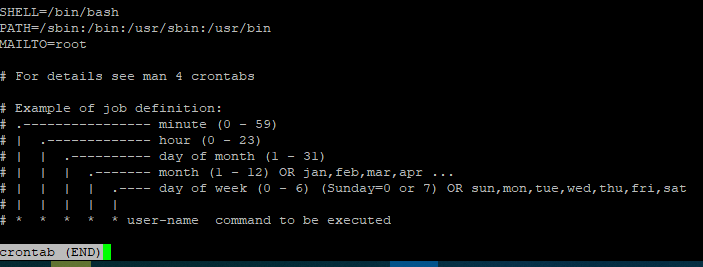 SHELL=/bin/bash
PATH=/sbin:/bin:/usr/sbin:/usr/bin
MAILTO=root
# For details see man 4 crontabs
# Example of job definition:
# .---------------- minute (0 - 59)
# |  .------------- hour (0 - 23)
# |  |  .---------- day of month (1 - 31)
# |  |  |  .------- month (1 - 12) OR jan,feb,mar,apr ...
# |  |  |  |  .---- day of week (0 - 6) (Sunday=0 or 7) OR sun,mon,tue,wed,thu,fri,sat
# |  |  |  |  |
# *  *  *  *  * user-name  command to be executed
crontab (END)